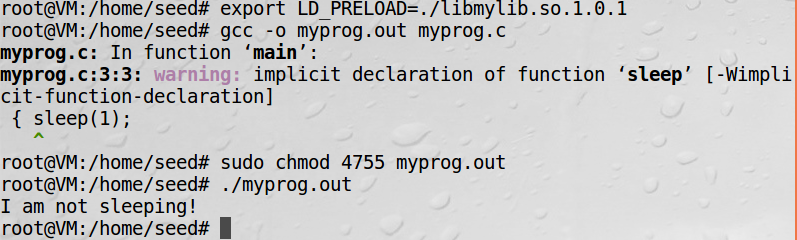 root@VM:/home/seed# export LD_PRELOAD=./libmylib.so.1.0.1
root@VM:/home/seed# gcc -o myprog.out myprog.c
myprog.c: In function ‘main’:
myprog.c:3:3: warning: implicit declaration of function ‘sleep’ [-Wimpli
cit-function-declaration]
 { sleep(1);
   ^
root@VM:/home/seed# sudo chmod 4755 myprog.out
root@VM:/home/seed# ./myprog.out
I am not sleeping!
root@VM:/home/seed#